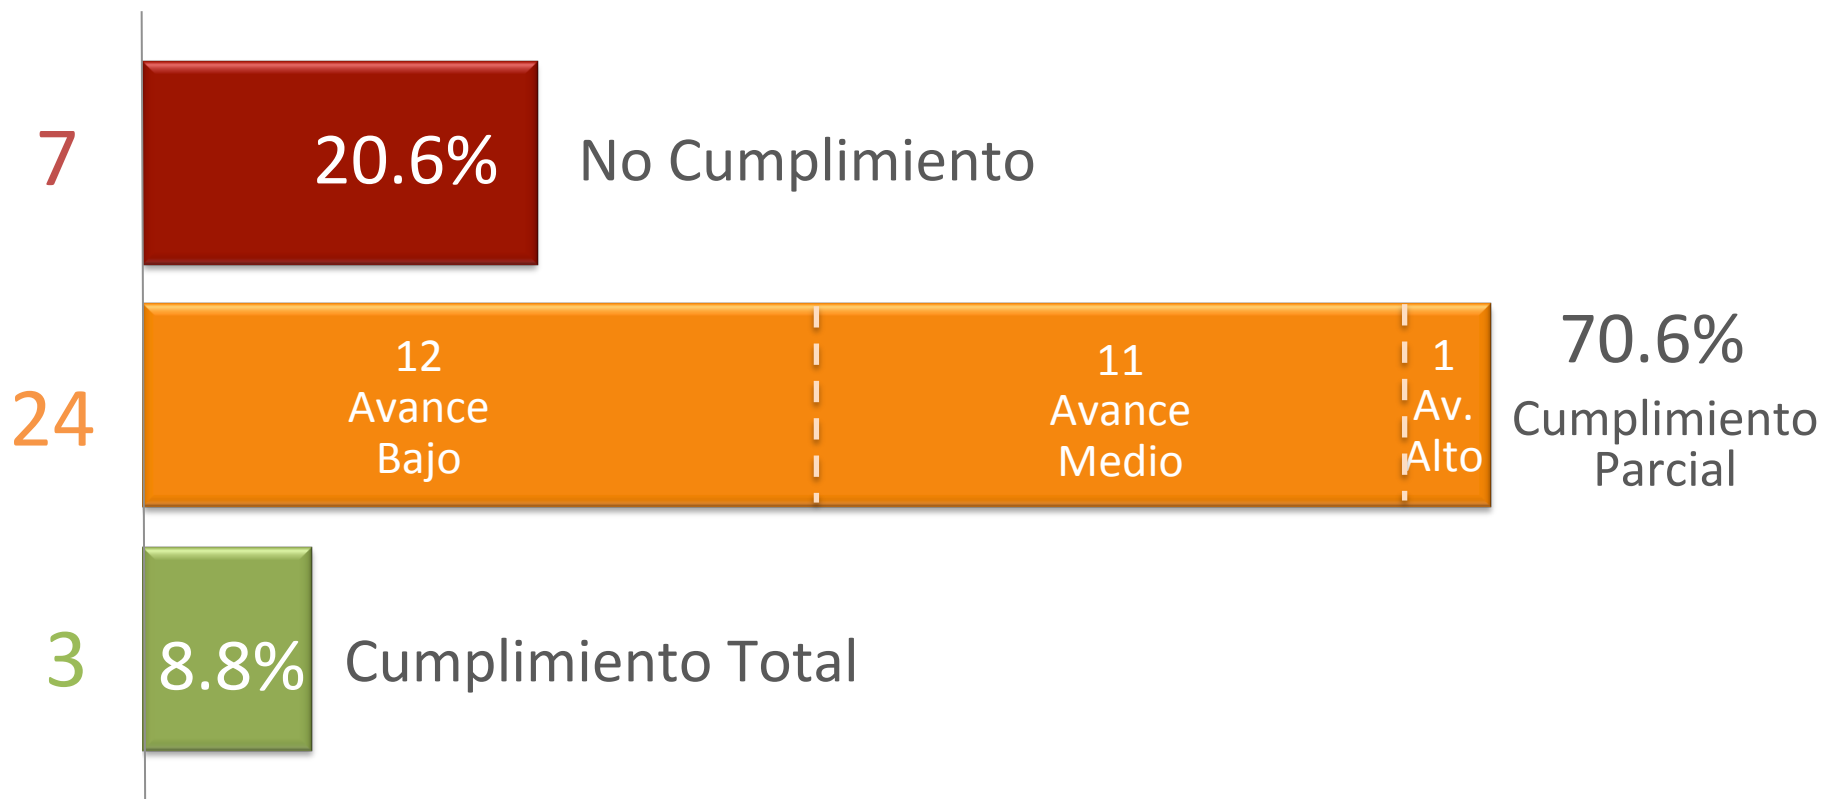 7
20.6%
No Cumplimiento
24
12
Avance
Bajo
11
Avance
Medio
1
Av.
Alto
70.6%
Cumplimiento
Parcial
3
8.8%
Cumplimiento Total